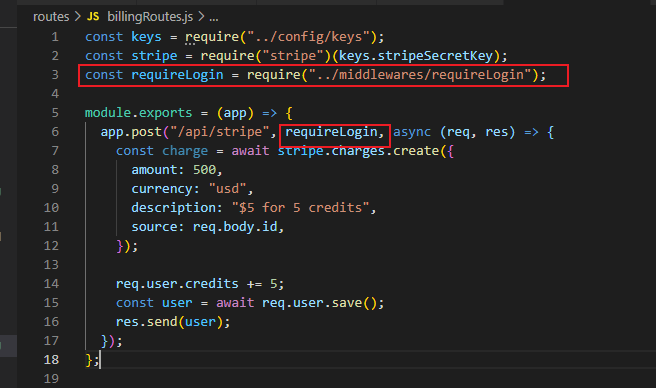 routes > JS billingRoutes.js > ...
1 const keys = require("../config/keys");
2 const stripe = require("stripe")(keys.stripeSecretKey);
3 const requireLogin = require("../middlewares/requireLogin");
4
5 module.exports = (app) => {
6 app.post("/api/stripe", requireLogin, async (req, res) => {
7 const charge = await stripe.charges.create({
8 amount: 500,
9 currency: "usd",
10 description: "$5 for 5 credits",
11 source: req.body.id,
12 });
13
14 req.user.credits += 5;
15 const user = await req.user.save();
16 res.send(user);
17 });
18 };
19